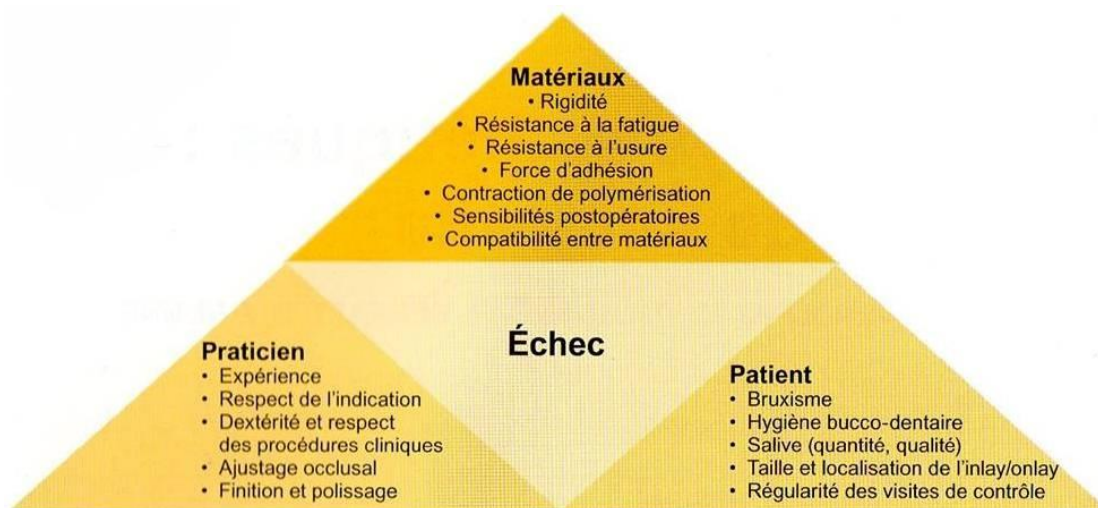 Matériaux
• Rigidité
• Résistance à la fatigue
• Résistance à l'usure
• Force d'adhésion
• Contraction de polymérisation
• Sensibilités postopératoires
• Compatibilité entre matériaux
Échec
Praticien
• Expérience
• Respect de l'indication
• Dextérité et respect
des procédures cliniques
• Ajustage occlusal
• Finition et polissage
Patient
• Bruxisme
• Hygiène bucco-dentaire
• Salive (quantité, qualité)
• Taille et localisation de l'inlay/onlay
• Régularité des visites de contrôle